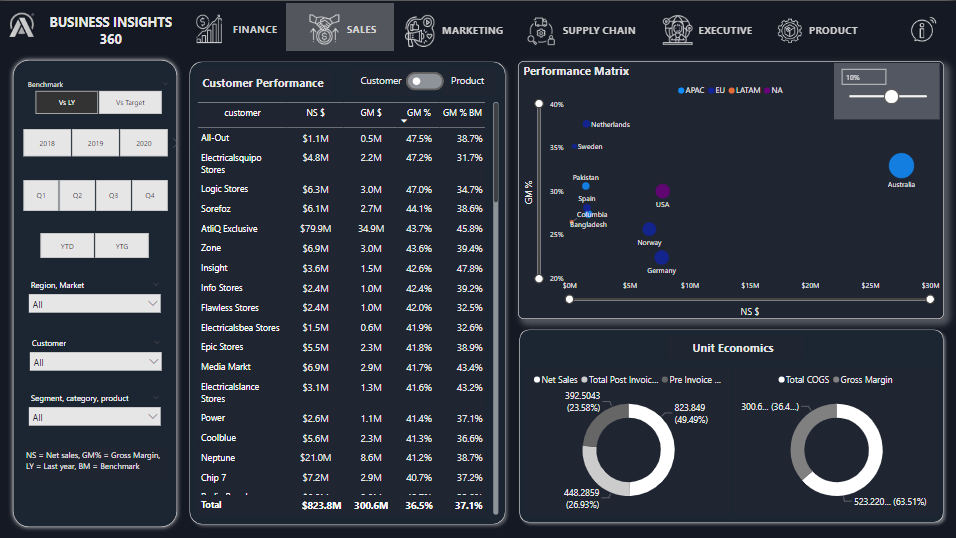 BUSINESS INSIGHTS
360
FINANCE
SALES
MARKETING
SUPPLY CHAIN
EXECUTIVE
PRODUCT
Benchmark
Vs LY
Vs Target
2018
2019
2020
Q1
Q2
Q3
Q4
YTD
YTG
Region, Market
All
Customer
All
Segment, category, product
All
NS = Net sales, GM% = Gross Margin,
LY = Last year, BM = Benchmark
Customer Performance
Customer
Product
customer NS $ GM $ GM % GM % BM
All-Out $1.1M 0.5M 47.5% 38.7%
Electricalsquipo
Stores $4.8M 2.2M 47.2% 31.7%
Logic Stores $6.3M 3.0M 47.0% 34.7%
Sorefoz $6.1M 2.7M 44.1% 38.6%
AtliQ Exclusive $79.9M 34.9M 43.7% 45.8%
Zone $6.9M 3.0M 43.6% 39.4%
Insight $3.6M 1.5M 42.6% 47.8%
Info Stores $2.4M 1.0M 42.4% 39.2%
Flawless Stores $2.4M 1.0M 42.0% 32.5%
Electricalsbea Stores $1.5M 0.6M 41.9% 32.6%
Epic Stores $5.5M 2.3M 41.8% 38.9%
Media Markt $6.9M 2.9M 41.7% 43.4%
Electricalslance
Stores $3.1M 1.3M 41.6% 43.2%
Power $2.6M 1.1M 41.4% 37.1%
Coolblue $5.6M 2.3M 41.3% 36.6%
Neptune $21.0M 8.6M 41.2% 38.7%
Chip 7 $7.2M 2.9M 40.7% 37.2%
Total $823.8M 300.6M 36.5% 37.1%
Performance Matrix
10%
APAC EU LATAM NA
GM %
40%
35%
30%
25%
20%
Netherlands
Sweden
Pakistan
Spain
Columbia
Bangladesh
USA
Australia
Norway
Germany
$0M $5M $10M $15M $20M $25M $30M
NS $
Unit Economics
Net Sales Total Post Invoic... Pre Invoice ...
392.5043
(23.58%)
823.849
(49.49%)
448.2859
(26.93%)
Total COGS Gross Margin
300.6... (36.4...)
523.220... (63.51%)